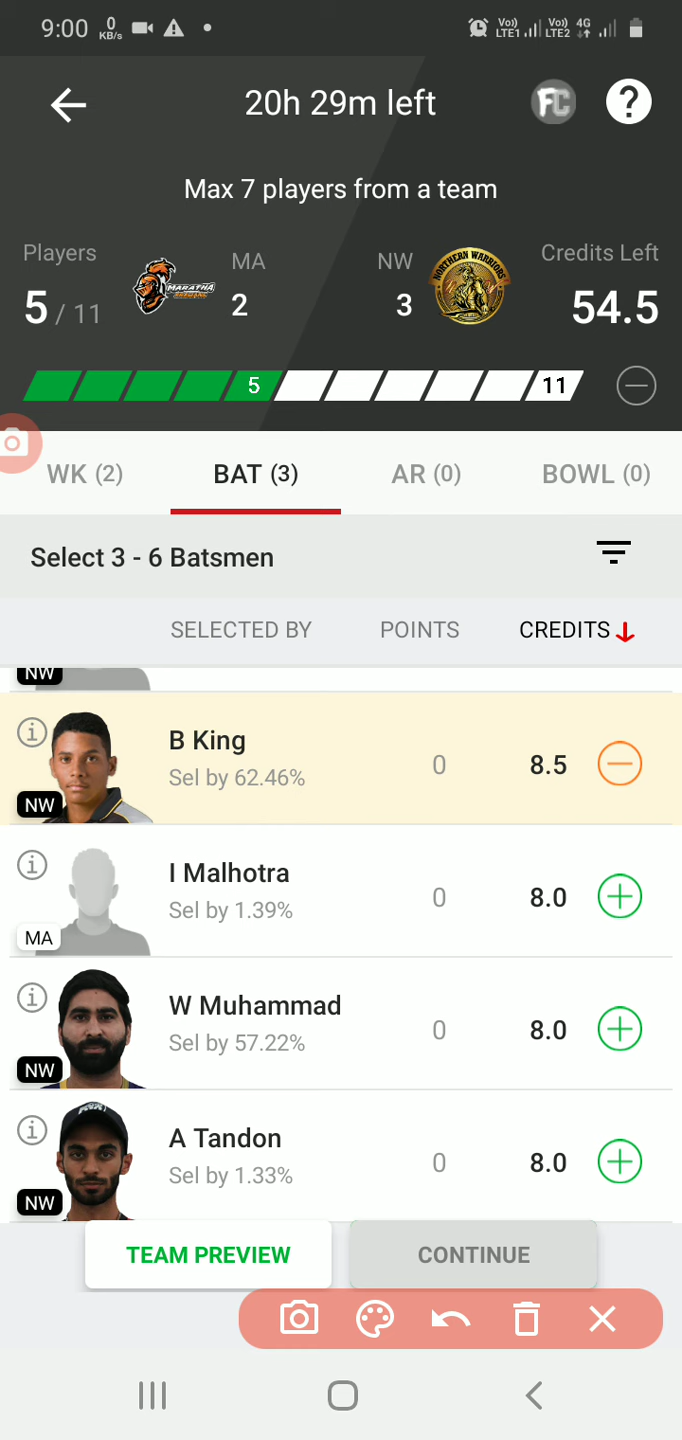 9:00 0 KB/s Vo) LTE1 Vo) LTE2 4G
20h 29m left FC ?
Max 7 players from a team
Players MA NW Credits Left
MARATHA
NORTHERN WARRIORS
5 / 11 2 3 54.5
5 11
WK (2) BAT (3) AR (0) BOWL (0)
Select 3 - 6 Batsmen
SELECTED BY POINTS CREDITS
NW
B King
Sel by 62.46% 0 8.5
NW
I Malhotra
Sel by 1.39% 0 8.0
MA
W Muhammad
Sel by 57.22% 0 8.0
NW
A Tandon
Sel by 1.33% 0 8.0
NW
TEAM PREVIEW CONTINUE